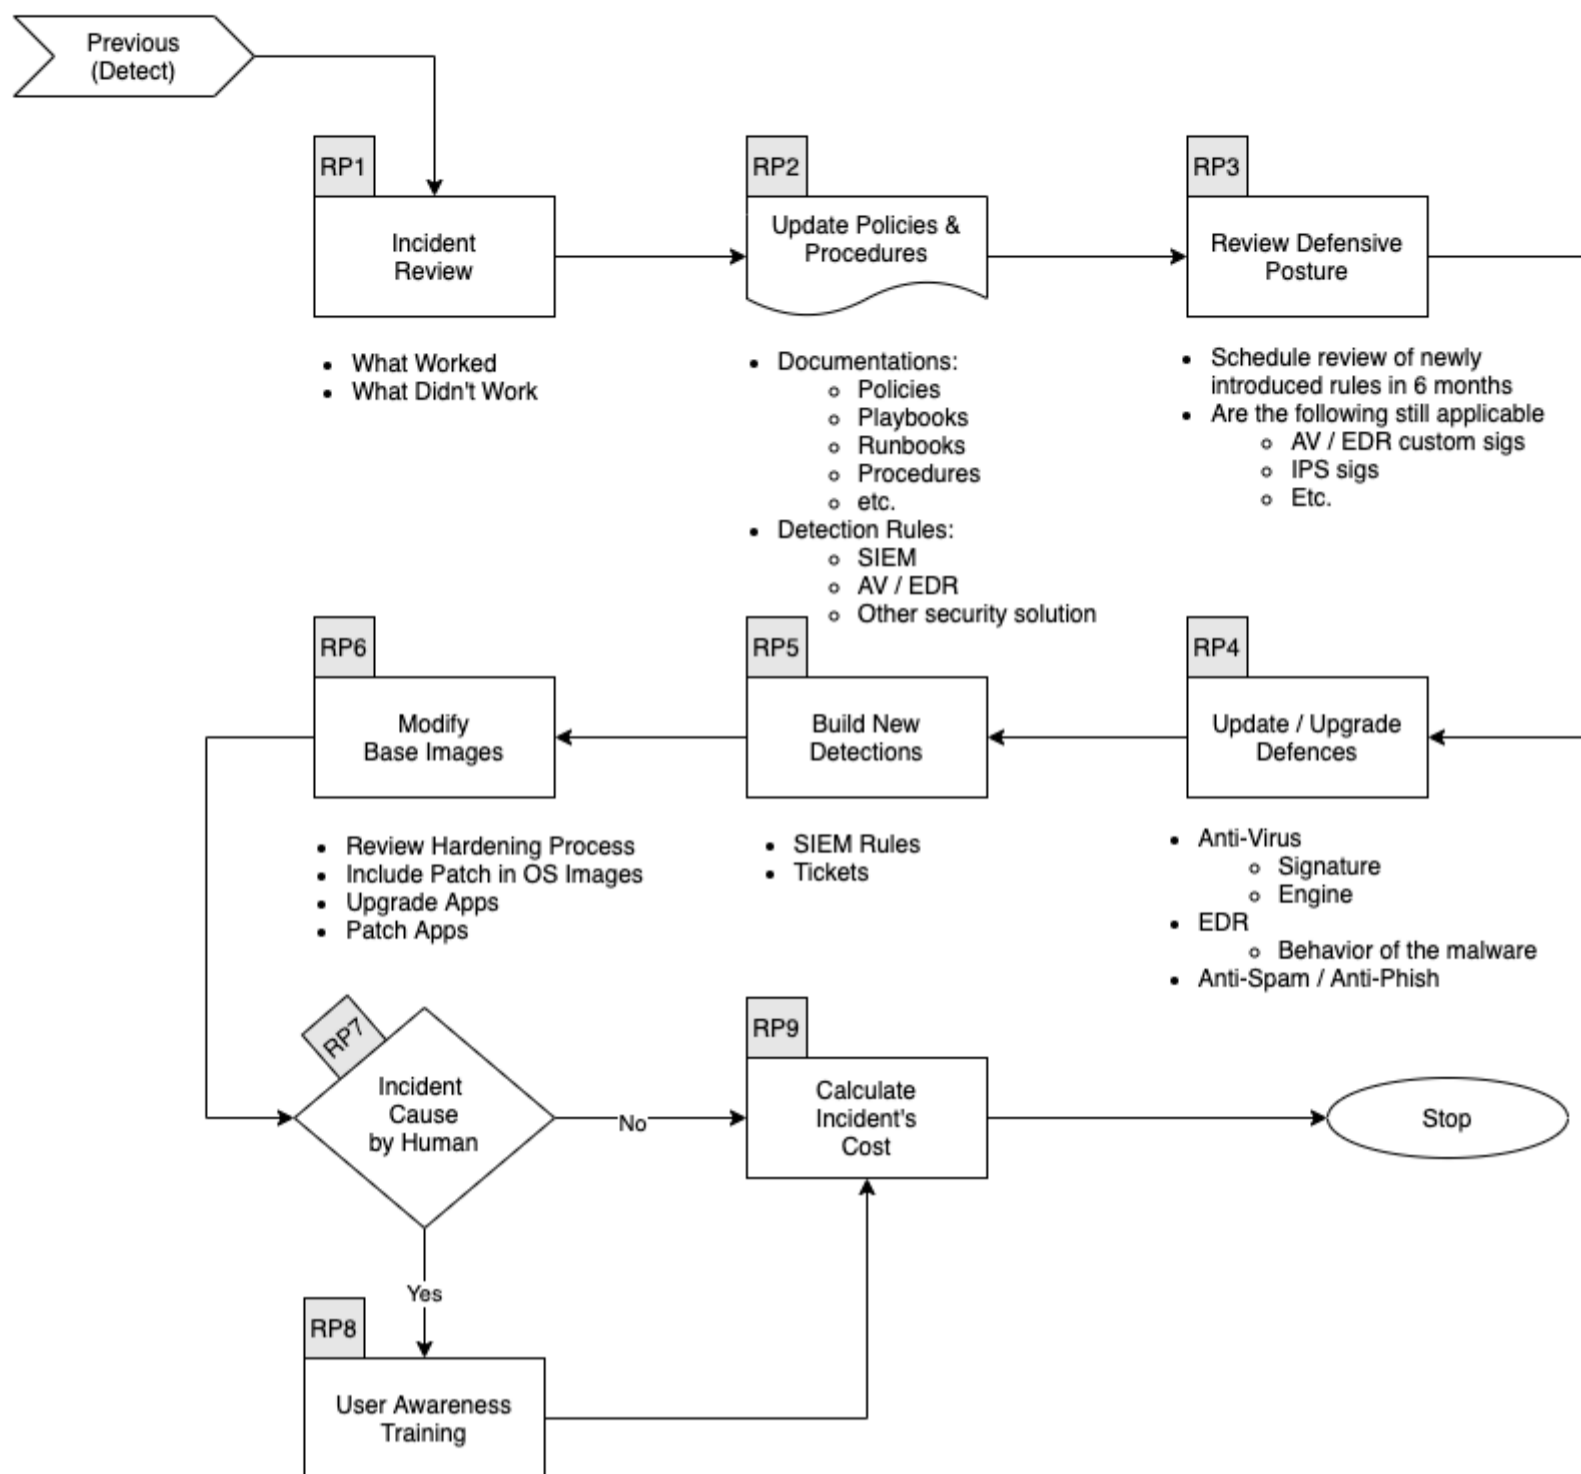 Previous
(Detect)
RP1
Incident
Review
• What Worked
• What Didn't Work
RP2
Update Policies &
Procedures
• Documentations:
○ Policies
○ Playbooks
○ Runbooks
○ Procedures
○ etc.
• Detection Rules:
○ SIEM
○ AV / EDR
○ Other security solution
RP3
Review Defensive
Posture
• Schedule review of newly
introduced rules in 6 months
• Are the following still applicable
○ AV / EDR custom sigs
○ IPS sigs
○ Etc.
RP4
Update / Upgrade
Defences
• Anti-Virus
○ Signature
○ Engine
• EDR
○ Behavior of the malware
• Anti-Spam / Anti-Phish
RP5
Build New
Detections
• SIEM Rules
• Tickets
RP6
Modify
Base Images
• Review Hardening Process
• Include Patch in OS Images
• Upgrade Apps
• Patch Apps
RP7
Incident
Cause
by Human
No
Yes
RP8
User Awareness
Training
RP9
Calculate
Incident's
Cost
Stop